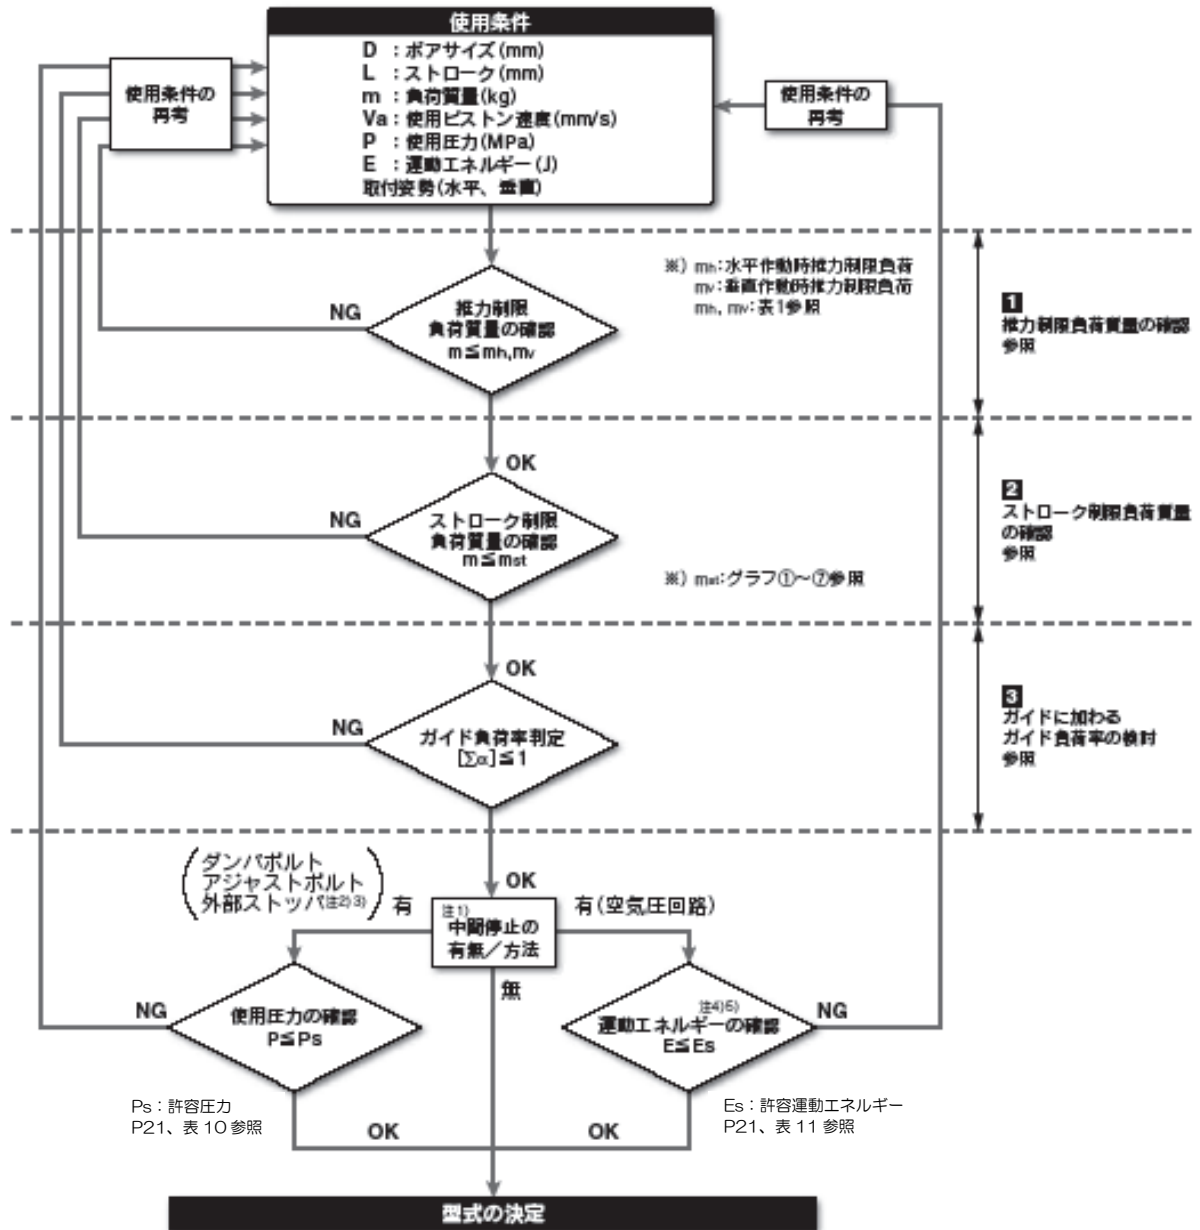 使用条件
D : ボアサイズ(mm)
L : ストローク(mm)
m : 負荷質量(kg)
Va : 使用ピストン速度(mm/s)
P : 使用圧力(MPa)
E : 運動エネルギー(J)
取付姿勢(水平、垂直)
使用条件の
再考
使用条件の
再考
※) mh:水平作動時推力制限負荷
mv:垂直作動時推力制限負荷
mh, mv:表1参照
推力制限
負荷質量の確認
m≦mh,mv
NG
1
推力制限負荷質量の確認
参照
OK
ストローク制限
負荷質量の確認
m≦mst
NG
※) mst:グラフ①〜⑦参照
2
ストローク制限負荷質量
の確認
参照
OK
ガイド負荷率判定
[Σα]≦1
NG
3
ガイドに加わる
ガイド負荷率の検討
参照
OK
ダンパボルト
アジャストボルト
外部ストッパ注2)3)
有
注1)
中間停止の
有無/方法
有(空気圧回路)
無
NG
使用圧力の確認
P≦Ps
注4)5)
運動エネルギーの確認
E≦Es
NG
Ps:許容圧力
P21、表 10 参照
Es:許容運動エネルギー
P21、表 11 参照
OK
OK
型式の決定